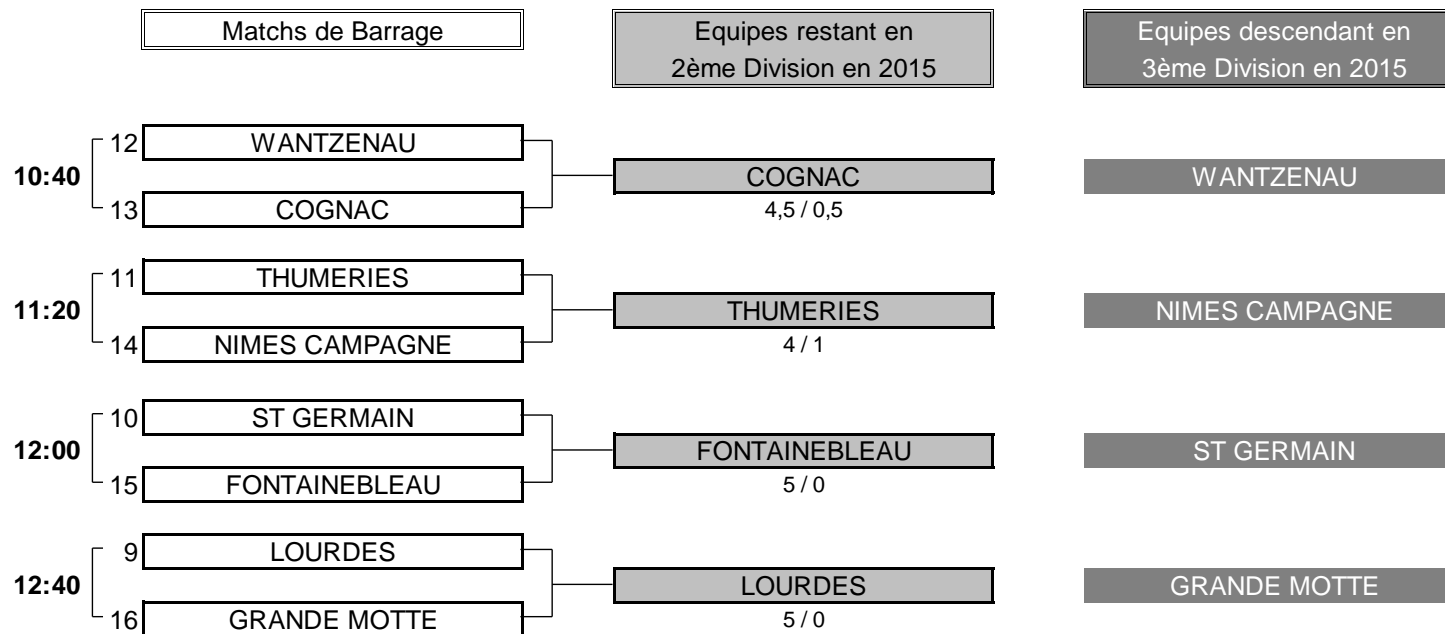 Matchs de Barrage
Equipes restant en
2ème Division en 2015
Equipes descendant en
3ème Division en 2015
12 WANTZENAU
10:40 COGNAC WANTZENAU
13 COGNAC 4,5 / 0,5
11 THUMERIES
11:20 THUMERIES NIMES CAMPAGNE
14 NIMES CAMPAGNE 4 / 1
10 ST GERMAIN
12:00 FONTAINEBLEAU ST GERMAIN
15 FONTAINEBLEAU 5 / 0
9 LOURDES
12:40 LOURDES GRANDE MOTTE
16 GRANDE MOTTE 5 / 0